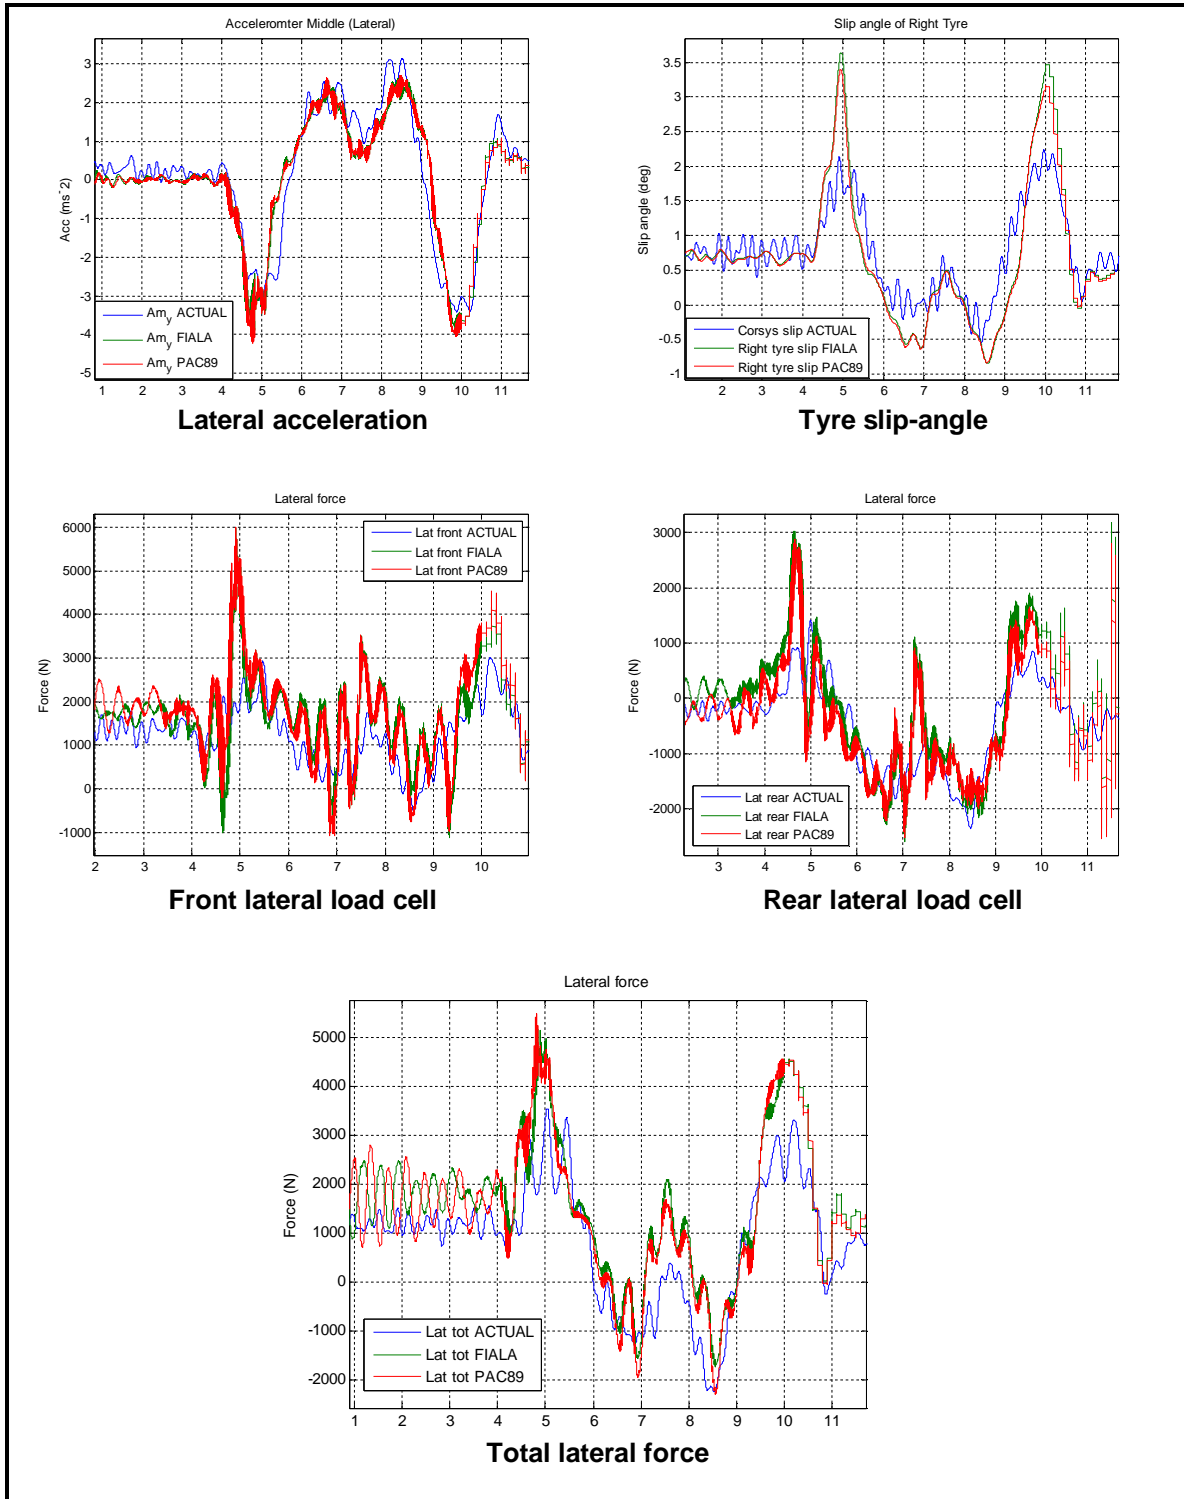 Acceleromter Middle (Lateral)
3
2
1
0
-1
-2
-3
-4
-5
Acc (ms-2)
Am_y ACTUAL
Am_y FIALA
Am_y PAC89
1 2 3 4 5 6 7 8 9 10 11
Lateral acceleration
Slip angle of Right Tyre
3.5
3
2.5
2
1.5
1
0.5
0
-0.5
-1
Slip angle (deg)
Corsys slip ACTUAL
Right tyre slip FIALA
Right tyre slip PAC89
2 3 4 5 6 7 8 9 10 11
Tyre slip-angle
Lateral force
6000
5000
4000
3000
2000
1000
0
-1000
Force (N)
Lat front ACTUAL
Lat front FIALA
Lat front PAC89
2 3 4 5 6 7 8 9 10
Front lateral load cell
Lateral force
3000
2000
1000
0
-1000
-2000
Force (N)
Lat rear ACTUAL
Lat rear FIALA
Lat rear PAC89
3 4 5 6 7 8 9 10 11
Rear lateral load cell
Lateral force
5000
4000
3000
2000
1000
0
-1000
-2000
Force (N)
Lat tot ACTUAL
Lat tot FIALA
Lat tot PAC89
1 2 3 4 5 6 7 8 9 10 11
Total lateral force